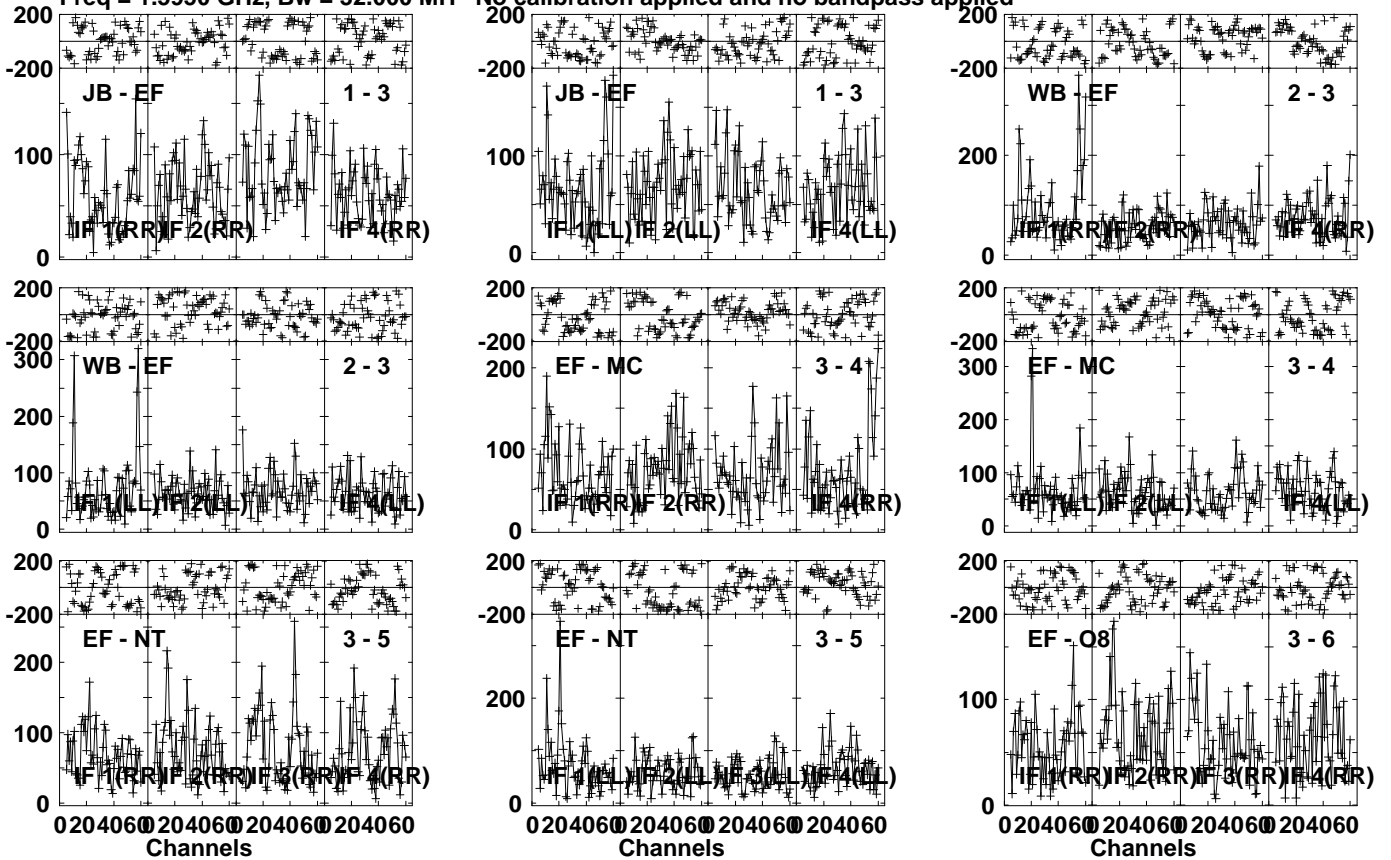 Freq = 1.5950 GHz, Bw = 32.000 MH No calibration applied and no bandpass applied
200
-200
JB - EF
1 - 3
100
0
IF 1(RR)
IF 2(RR)
IF 4(RR)
JB - EF
1 - 3
100
0
IF 1(LL)
IF 2(LL)
IF 4(LL)
200
-200
WB - EF
2 - 3
200
0
IF 1(RR)
IF 2(RR)
IF 4(RR)
200
-200
300
WB - EF
2 - 3
200
100
0
IF 1(LL)
IF 2(LL)
IF 4(LL)
200
-200
200
EF - MC
3 - 4
100
0
IF 1(RR)
IF 2(RR)
IF 4(RR)
200
-200
300
EF - MC
3 - 4
200
100
0
IF 1(LL)
IF 2(LL)
IF 4(LL)
200
-200
EF - NT
3 - 5
200
100
0
IF 1(RR)
IF 2(RR)
IF 3(RR)
IF 4(RR)
0 20 40 60 0 20 40 60 0 20 40 60 0 20 40 60
Channels
EF - NT
3 - 5
200
0
IF 1(LL)
IF 2(LL)
IF 3(LL)
IF 4(LL)
0 20 40 60 0 20 40 60 0 20 40 60 0 20 40 60
Channels
200
-200
EF - O8
3 - 6
100
0
IF 1(RR)
IF 2(RR)
IF 3(RR)
IF 4(RR)
0 20 40 60 0 20 40 60 0 20 40 60 0 20 40 60
Channels